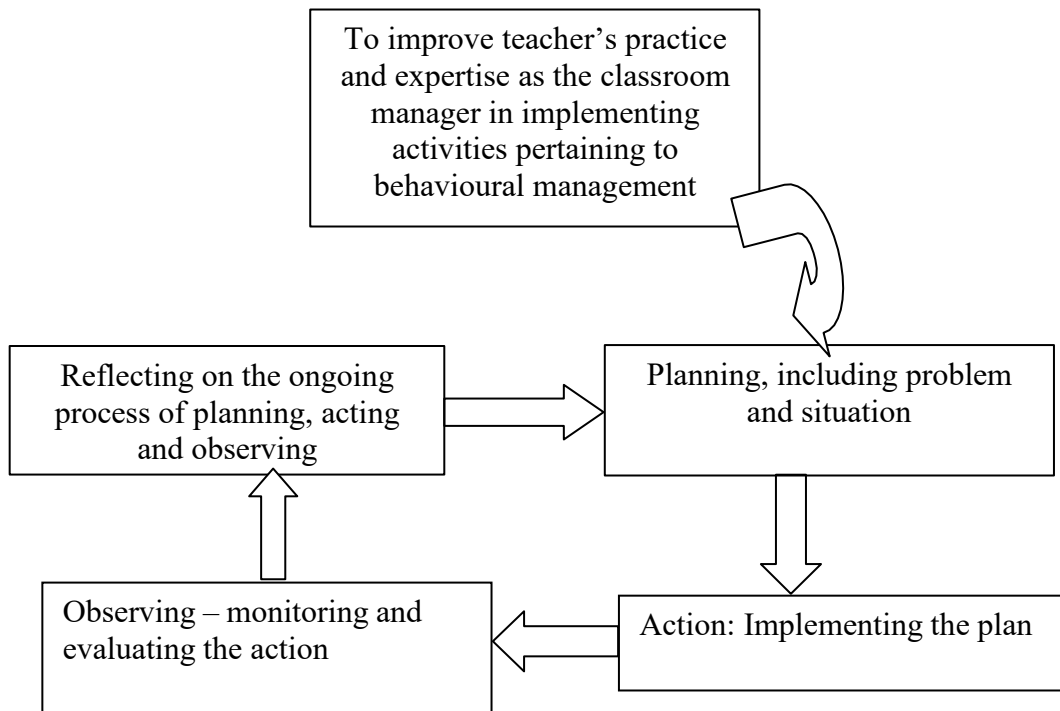 To improve teacher’s practice
and expertise as the classroom
manager in implementing
activities pertaining to
behavioural management
Reflecting on the ongoing
process of planning, acting
and observing
Planning, including problem
and situation
Observing – monitoring and
evaluating the action
Action: Implementing the plan